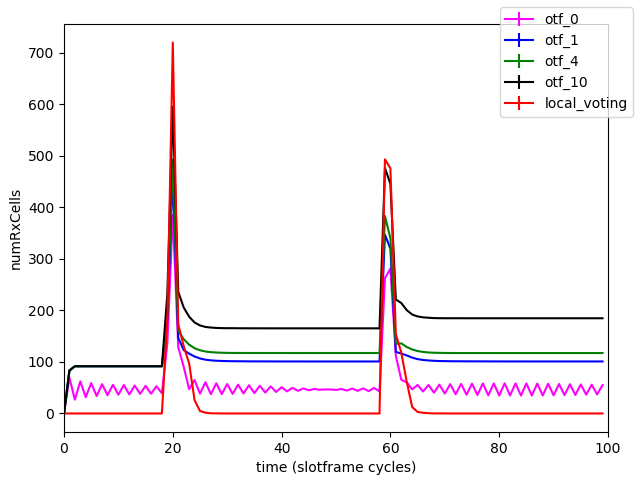 otf_0
otf_1
otf_4
otf_10
local_voting
numRxCells
700
600
500
400
300
200
100
0
0 20 40 60 80 100
time (slotframe cycles)